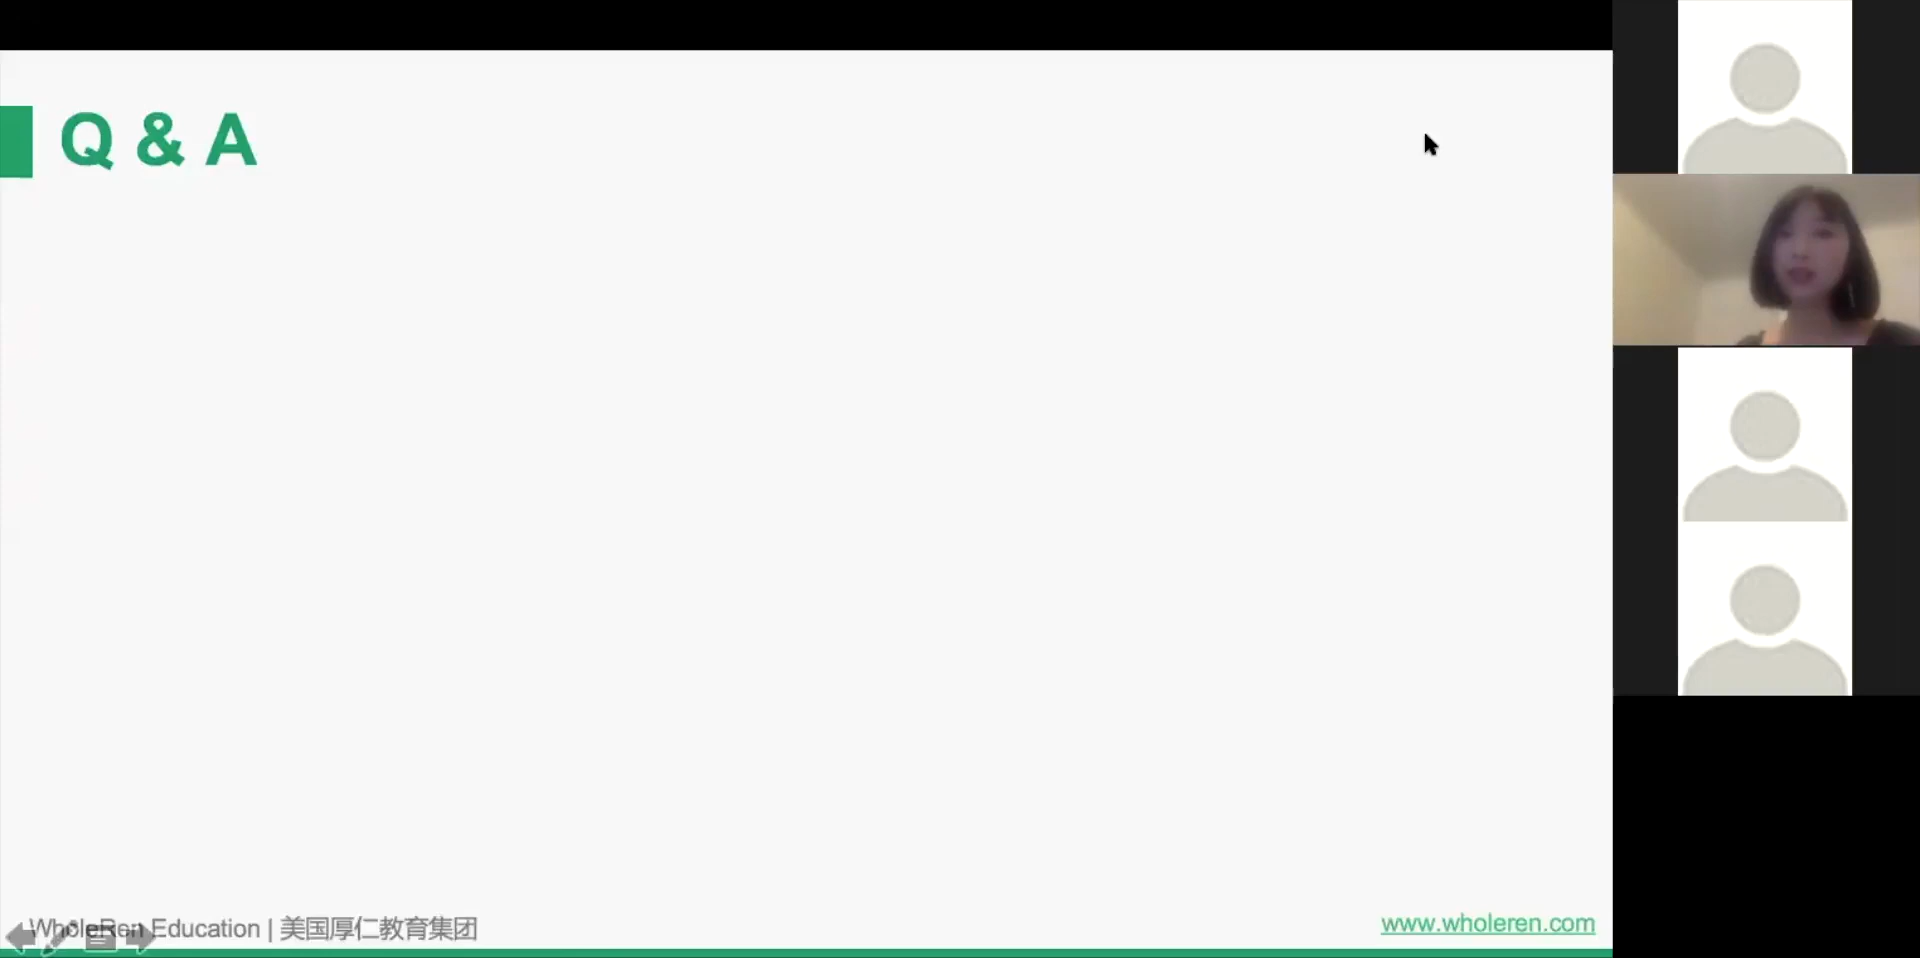 Q & A
WholeRen Education | 美国厚仁教育集团
www.wholeren.com